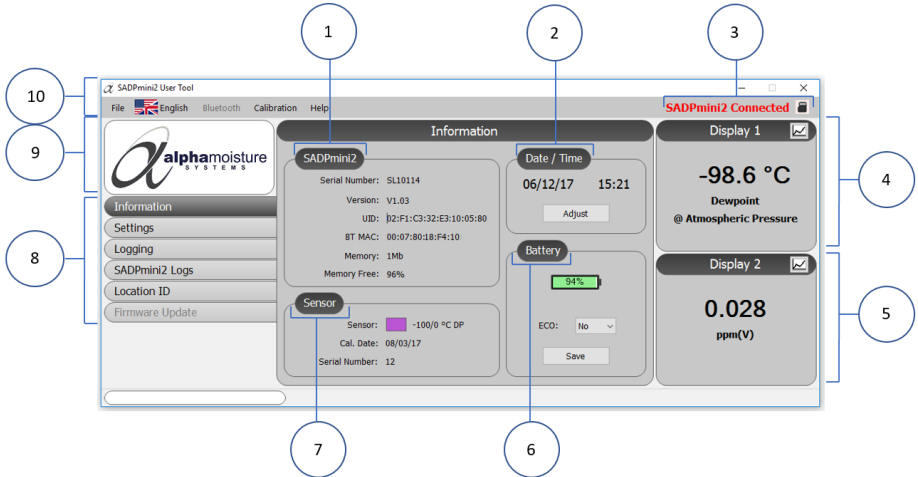 1
2
3
10
9
8
4
5
6
7
SADPmini2 User Tool
File English Bluetooth Calibration Help
SADPmini2 Connected
alphamoisture
SYSTEMS
Information
Settings
Logging
SADPmini2 Logs
Location ID
Firmware Update
Information
SADPmini2
Serial Number: SL10114
Version: V1.03
UID: D2:F1:C3:32:E3:10:05:80
BT MAC: 00:07:80:18:F4:10
Memory: 1Mb
Memory Free: 96%
Sensor
Sensor: -100/0 °C DP
Cal. Date: 08/03/17
Serial Number: 12
Date / Time
06/12/17 15:21
Adjust
Battery
94%
ECO: No
Save
Display 1
-98.6 °C
Dewpoint
@ Atmospheric Pressure
Display 2
0.028
ppm(V)